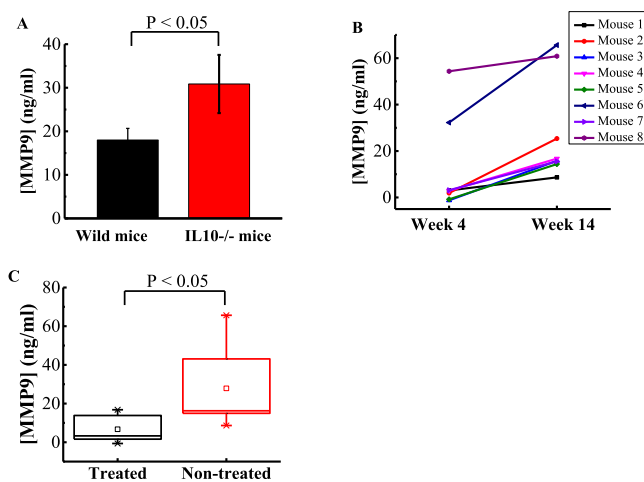 A
P < 0.05
[MMP9] (ng/ml)
40
30
20
10
0
Wild mice
IL10-/- mice
B
[MMP9] (ng/ml)
60
40
20
0
Week 4
Week 14
Mouse 1
Mouse 2
Mouse 3
Mouse 4
Mouse 5
Mouse 6
Mouse 7
Mouse 8
C
P < 0.05
[MMP9] (ng/ml)
80
60
40
20
0
Treated
Non-treated